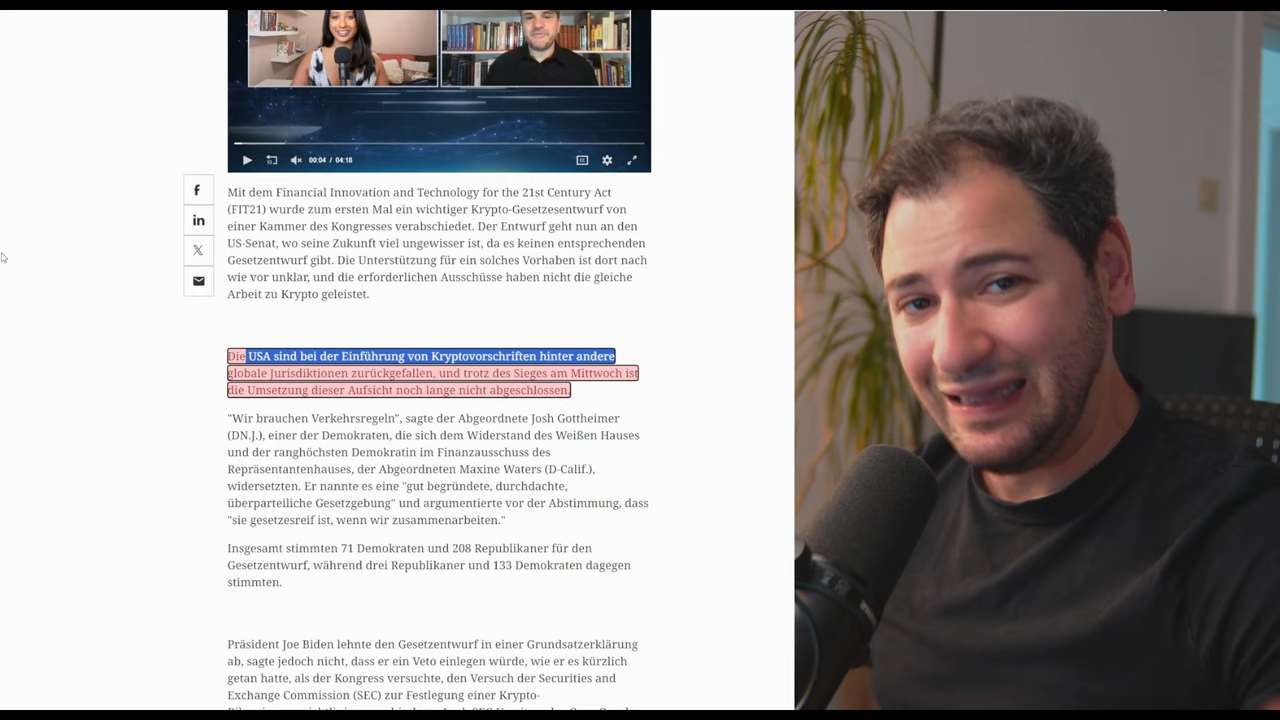 00:04 / 04:18
Mit dem Financial Innovation and Technology for the 21st Century Act
(FIT21) wurde zum ersten Mal ein wichtiger Krypto-Gesetzesentwurf von
einer Kammer des Kongresses verabschiedet. Der Entwurf geht nun an den
US-Senat, wo seine Zukunft viel ungewisser ist, da es keinen entsprechenden
Gesetzentwurf gibt. Die Unterstützung für ein solches Vorhaben ist dort nach
wie vor unklar, und die erforderlichen Ausschüsse haben nicht die gleiche
Arbeit zu Krypto geleistet.
Die USA sind bei der Einführung von Kryptovorschriften hinter andere
globale Jurisdiktionen zurückgefallen, und trotz des Sieges am Mittwoch ist
die Umsetzung dieser Aufsicht noch lange nicht abgeschlossen.
"Wir brauchen Verkehrsregeln", sagte der Abgeordnete Josh Gottheimer
(DN.J.), einer der Demokraten, die sich dem Widerstand des Weißen Hauses
und der ranghöchsten Demokratin im Finanzausschuss des
Repräsentantenhauses, der Abgeordneten Maxine Waters (D-Calif.),
widersetzten. Er nannte es eine "gut begründete, durchdachte,
überparteiliche Gesetzgebung" und argumentierte vor der Abstimmung, dass
"sie gesetzesreif ist, wenn wir zusammenarbeiten."
Insgesamt stimmten 71 Demokraten und 208 Republikaner für den
Gesetzentwurf, während drei Republikaner und 133 Demokraten dagegen
stimmten.
Präsident Joe Biden lehnte den Gesetzentwurf in einer Grundsatzerklärung
ab, sagte jedoch nicht, dass er ein Veto einlegen würde, wie er es kürzlich
getan hatte, als der Kongress versuchte, den Versuch der Securities and
Exchange Commission (SEC) zur Festlegung einer Krypto-